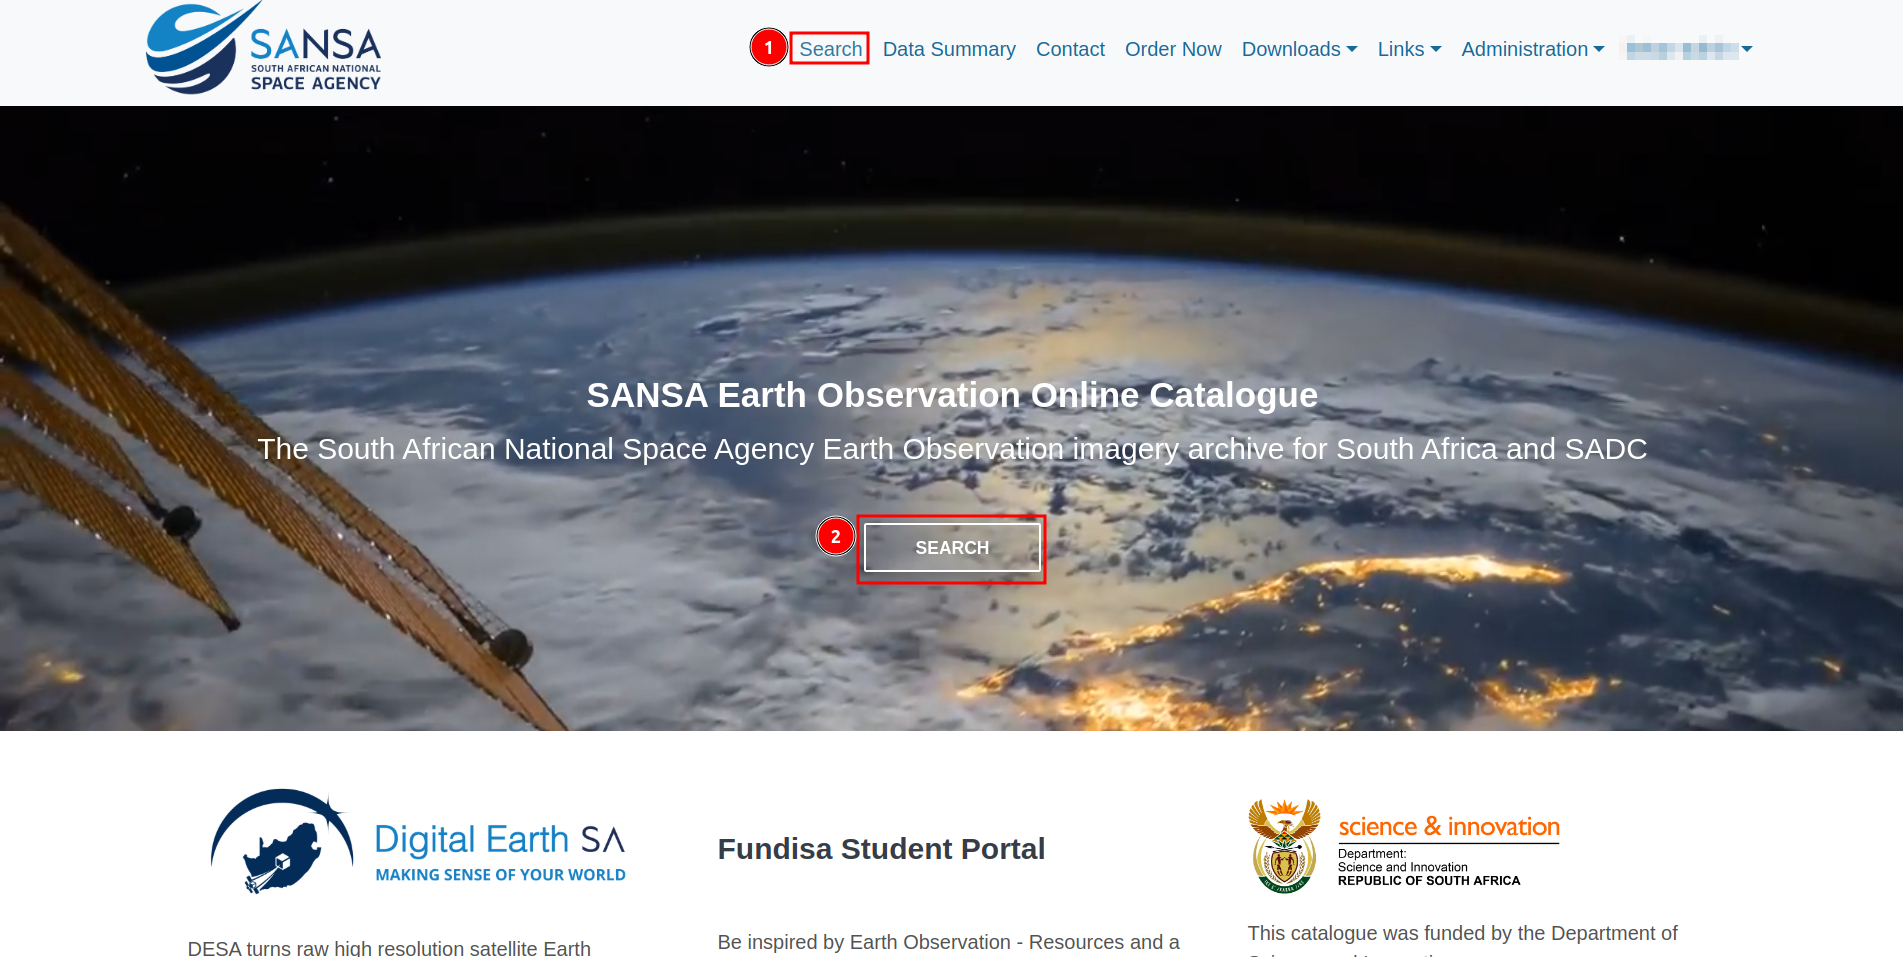 SANSA
SOUTH AFRICAN NATIONAL
SPACE AGENCY
1
Search
Data Summary
Contact
Order Now
Downloads
Links
Administration
SANSA Earth Observation Online Catalogue
The South African National Space Agency Earth Observation imagery archive for South Africa and SADC
2
SEARCH
Digital Earth SA
MAKING SENSE OF YOUR WORLD
DESA turns raw high resolution satellite Earth
Fundisa Student Portal
Be inspired by Earth Observation - Resources and a
science & innovation
Department:
Science and Innovation
REPUBLIC OF SOUTH AFRICA
This catalogue was funded by the Department of